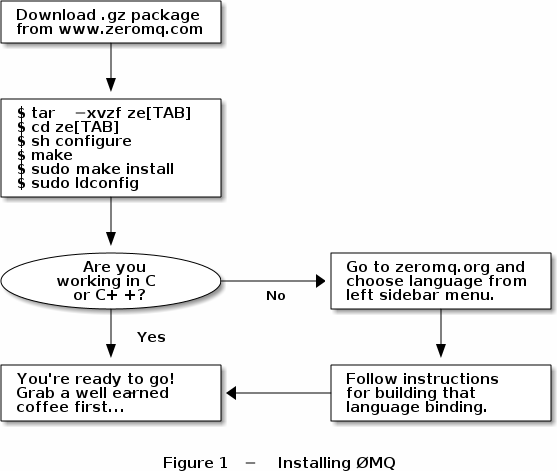 Download .gz package
from www.zeromq.com
$ tar −xvzf ze[TAB]
$ cd ze[TAB]
$ sh configure
$ make
$ sudo make install
$ sudo ldconfig
Are you
working in C
or C+ +?
No
Go to zeromq.org and
choose language from
left sidebar menu.
Yes
You're ready to go!
Grab a well earned
coffee first...
Follow instructions
for building that
language binding.
Figure 1 − Installing ØMQ